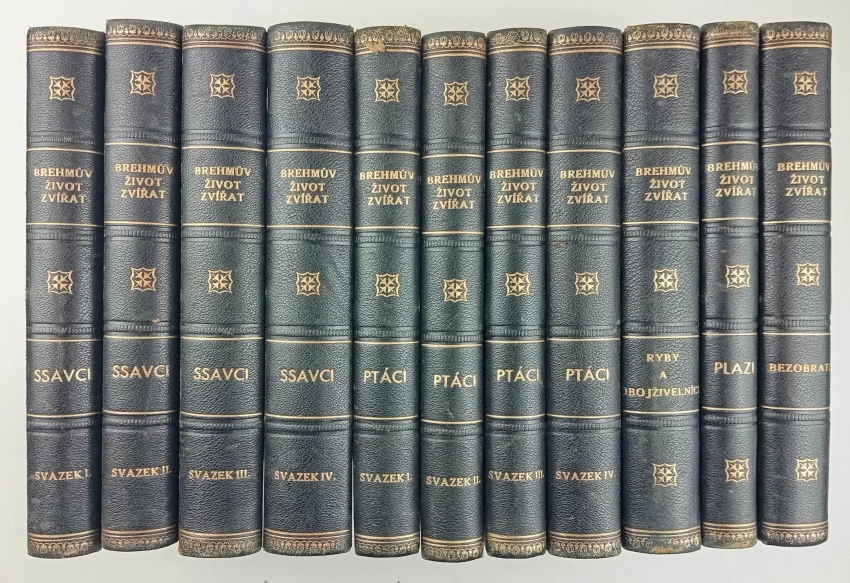 BREHMŮV
ŽIVOT
ZVÍŘAT
SSAVCI
SVAZEK I.
BREHMŮV
ŽIVOT
ZVÍŘAT
SSAVCI
SVAZEK II.
BREHMŮV
ŽIVOT
ZVÍŘAT
SSAVCI
SVAZEK III.
BREHMŮV
ŽIVOT
ZVÍŘAT
SSAVCI
SVAZEK IV.
BREHMŮV
ŽIVOT
ZVÍŘAT
PTÁCI
SVAZEK I.
BREHMŮV
ŽIVOT
ZVÍŘAT
PTÁCI
SVAZEK II.
BREHMŮV
ŽIVOT
ZVÍŘAT
PTÁCI
SVAZEK III.
BREHMŮV
ŽIVOT
ZVÍŘAT
PTÁCI
SVAZEK IV.
BREHMŮV
ŽIVOT
ZVÍŘAT
RYBY
A
OBOJŽIVELNÍCI
BREHMŮV
ŽIVOT
ZVÍŘAT
PLAZI
BREHMŮV
ŽIVOT
ZVÍŘAT
BEZOBRATL